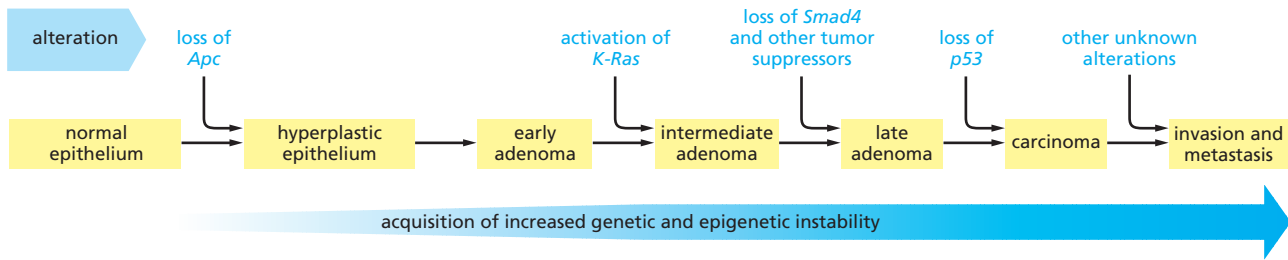 alteration
loss of
Apc
activation of
K-Ras
loss of Smad4
and other tumor
suppressors
loss of
p53
other unknown
alterations
normal
epithelium
hyperplastic
epithelium
early
adenoma
intermediate
adenoma
late
adenoma
carcinoma
invasion and
metastasis
acquisition of increased genetic and epigenetic instability